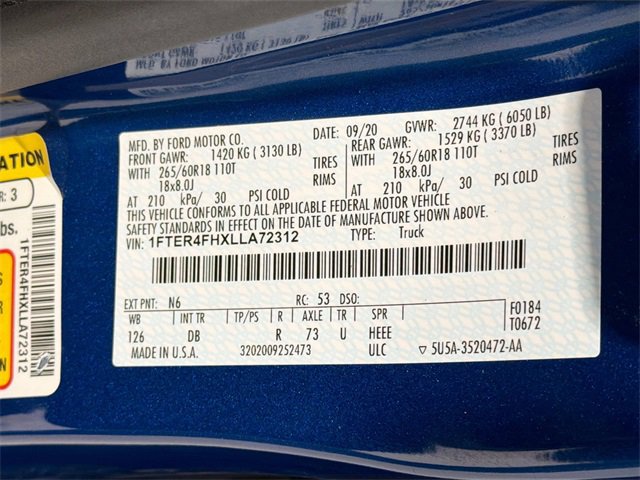 MFD. BY FORD MOTOR CO.
DATE: 09/20 GVWR: 2744 KG ( 6050 LB)
FRONT GAWR: 1420 KG ( 3130 LB)
REAR GAWR: 1529 KG ( 3370 LB)
WITH 265/60R18 110T TIRES
WITH 265/60R18 110T TIRES
18x8.0J RIMS
18x8.0J RIMS
AT 210 kPa/ 30 PSI COLD
AT 210 kPa/ 30 PSI COLD
THIS VEHICLE CONFORMS TO ALL APPLICABLE FEDERAL MOTOR VEHICLE
SAFETY STANDARDS IN EFFECT ON THE DATE OF MANUFACTURE SHOWN ABOVE.
VIN: 1FTER4FHXLLA72312 TYPE: Truck
EXT PNT: N6 RC: 53 DSO:
WB INT TR TP/PS R AXLE TR SPR
126 DB R 73 U HEEE
F0184
T0672
MADE IN U.S.A. 3202009252473 ULC ▽ 5U5A-3520472-AA
R: 3
bs.
1FTER4FHXLLA72312